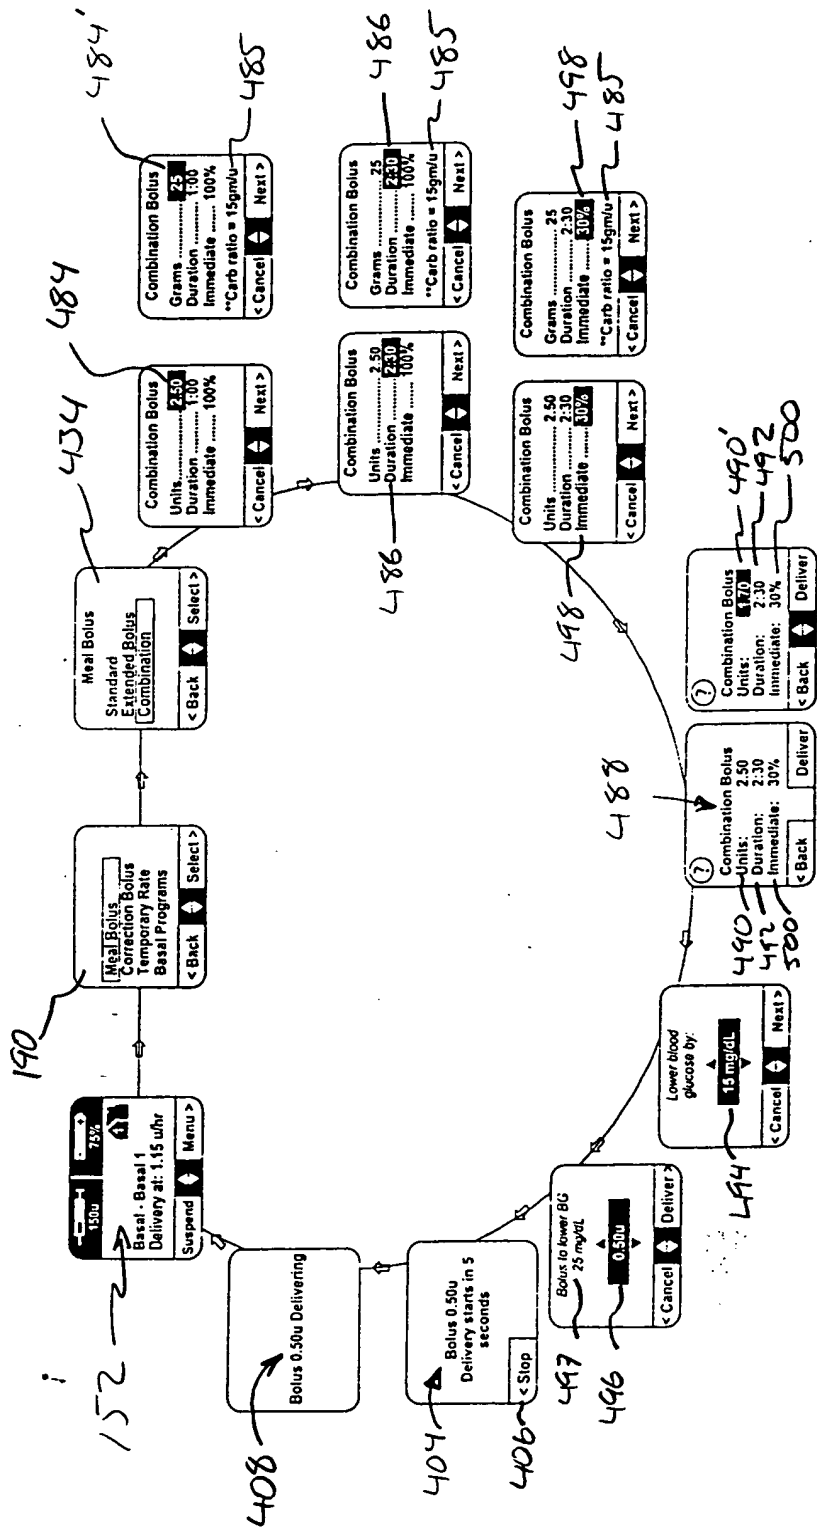 152
150u
75%
1
Basal - Basal 1
Delivery at: 1.15 u/hr
Suspend
Menu >
190
Meal Bolus
Correction Bolus
Temporary Rate
Basal Programs
< Back
Select >
434
Meal Bolus
Standard
Extended Bolus
Combination
< Back
Select >
484
Combination Bolus
Units.............. 2.50
Duration .......... 1:00
Immediate ....... 100%
< Cancel
Next >
484'
485
Combination Bolus
Grams .............. 25
Duration .......... 1:00
Immediate ....... 100%
**Carb ratio = 15gm/u
< Cancel
Next >
486
Combination Bolus
Units .............. 2.50
Duration .......... 2:30
Immediate ....... 100%
< Cancel
Next >
486
485
Combination Bolus
Grams .............. 25
Duration .......... 2:30
Immediate ....... 100%
**Carb ratio = 15gm/u
< Cancel
Next >
498
Combination Bolus
Units .............. 2.50
Duration .......... 2:30
Immediate ........ 30%
< Cancel
Next >
498
485
Combination Bolus
Grams .............. 25
Duration .......... 2:30
Immediate ........ 30%
**Carb ratio = 15gm/u
< Cancel
Next >
488
490
492
500
?
Combination Bolus
Units: 2.50
Duration: 2:30
Immediate: 30%
< Back
Deliver
490'
492
500
?
Combination Bolus
Units: 1.70
Duration: 2:30
Immediate: 30%
< Back
Deliver
494
Lower blood
glucose by:
15 mg/dL
< Cancel
Next >
497
496
Bolus to lower BG
25 mg/dL
0.50u
< Cancel
Deliver >
404
406
Bolus 0.50u
Delivery starts in 5
seconds
< Stop
408
Bolus 0.50u Delivering